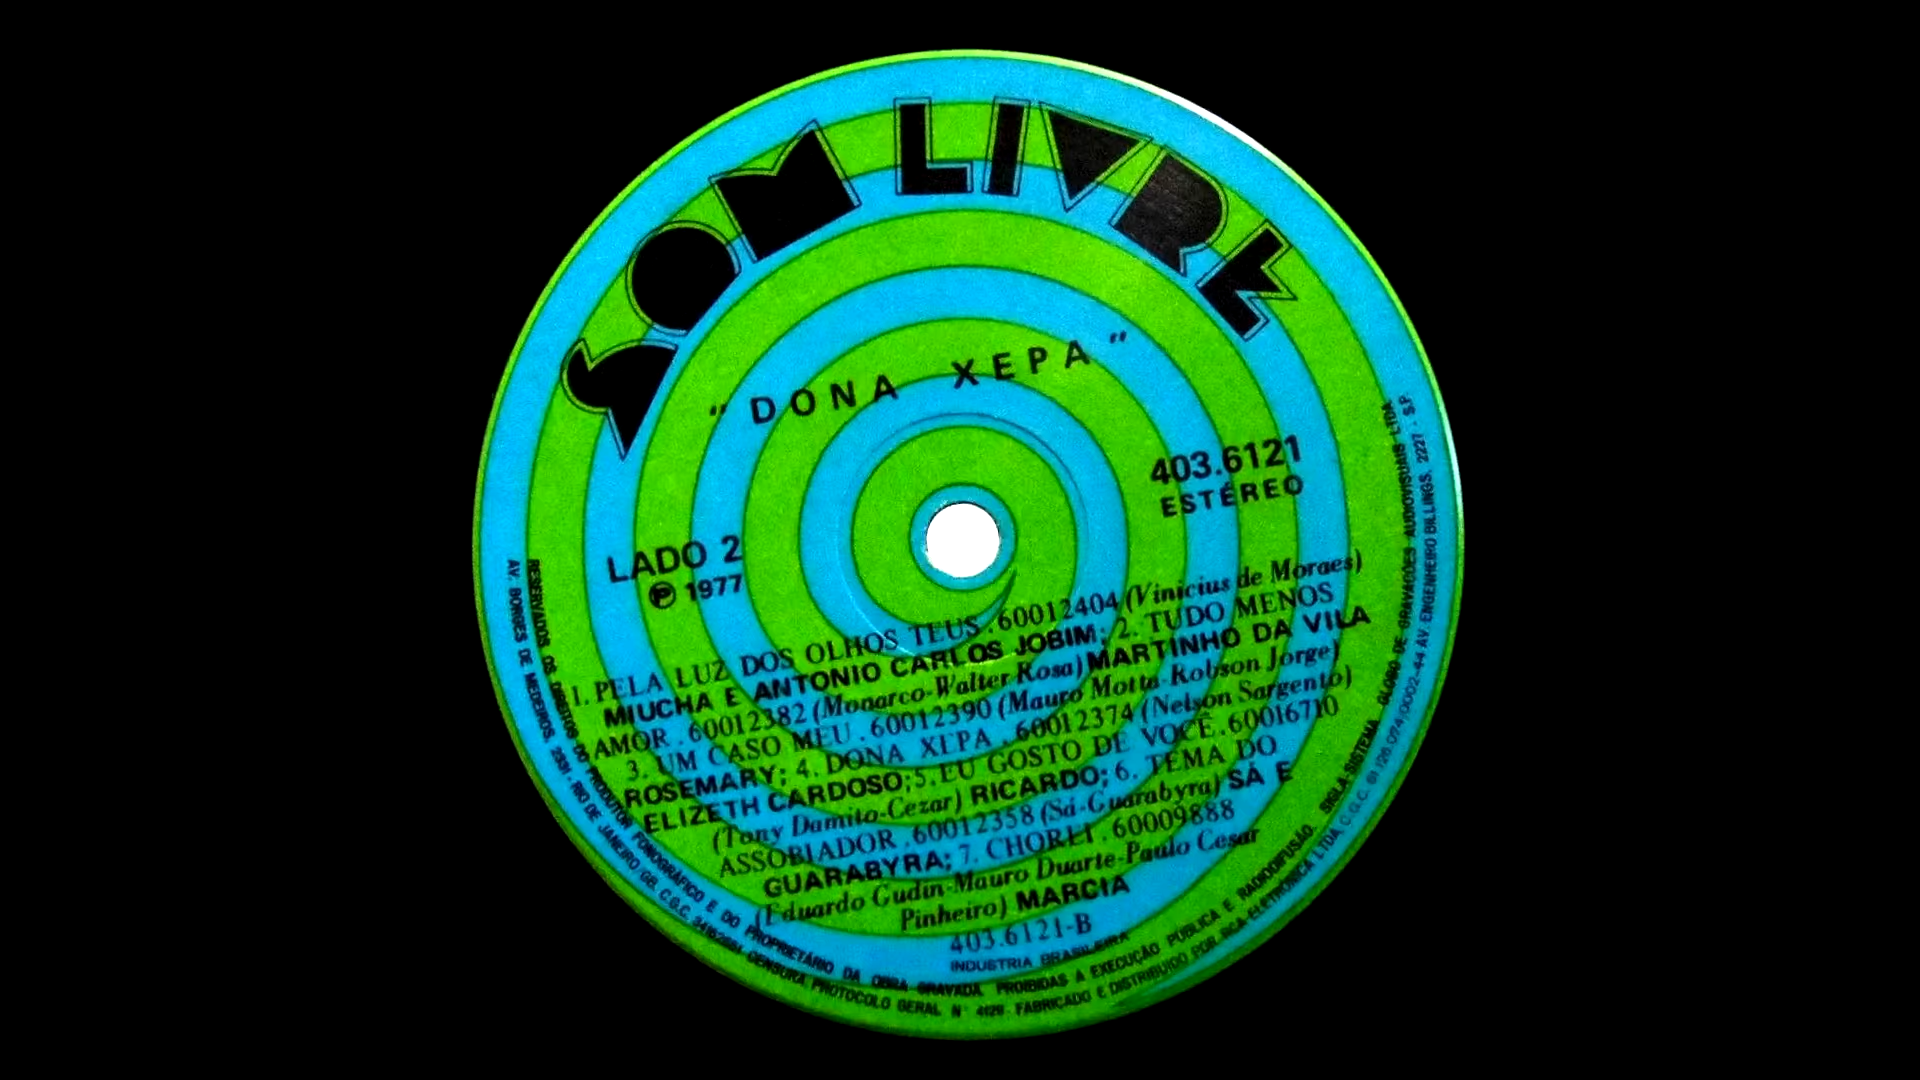 SOM LIVRE
" DONA XEPA "
403.6121
ESTÉREO
LADO 2
℗ 1977
1. PELA LUZ DOS OLHOS TEUS . 60012404 (Vinicius de Moraes)
MIUCHA E ANTONIO CARLOS JOBIM; 2. TUDO MENOS
AMOR . 60012382 (Monarco-Walter Rosa) MARTINHO DA VILA
3. UM CASO MEU . 60012390 (Mauro Motta-Robson Jorge)
ROSEMARY; 4. DONA XEPA . 60012374 (Nelson Sargento)
ELIZETH CARDOSO; 5. EU GOSTO DE VOCÊ . 60016710
(Tony Damito-Cezar) RICARDO; 6. TEMA DO
ASSOBIADOR . 60012358 (Sá-Guarabyra) SÁ E
GUARABYRA; 7. CHOREI . 60009888
(Eduardo Gudin-Mauro Duarte-Paulo Cesar
Pinheiro) MARCIA
403.6121-B
INDUSTRIA BRASILEIRA
RESERVADOS OS DIREITOS DO PRODUTOR FONOGRÁFICO E DO PROPRIETÁRIO DA OBRA GRAVADA PROIBIDAS A EXECUÇÃO PÚBLICA E RADIODIFUSÃO. SIGLA SISTEMA GLOBO DE GRAVAÇÕES AUDIOVISUAIS LTDA
AV. BORGES DE MEDEIROS, RIO DE JANEIRO GB. C.G.C. CENSURA PROTOCOLO GERAL N° FABRICADO E DISTRIBUIDO POR RCA-ELETRÔNICA LTDA C.G.C. AV. ENGENHEIRO BILLINGS, 2227 - S.P.